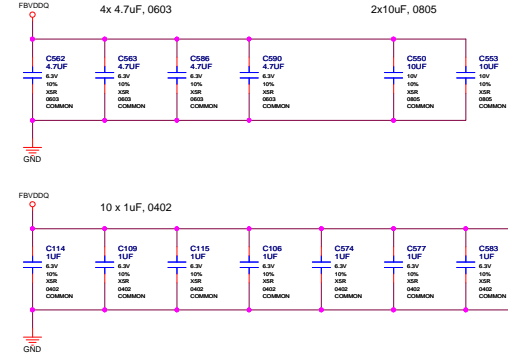 FBVDDQ
4x 4.7uF, 0603
2x10uF, 0805
C562
4.7UF
6.3V
10%
X5R
0603
COMMON
C563
4.7UF
6.3V
10%
X5R
0603
COMMON
C586
4.7UF
6.3V
10%
X5R
0603
COMMON
C590
4.7UF
6.3V
10%
X5R
0603
COMMON
C550
10UF
10V
10%
X5R
0805
COMMON
C553
10UF
10V
10%
X5R
0805
COMMON
GND
FBVDDQ
10 x 1uF, 0402
C114
1UF
6.3V
10%
X5R
0402
COMMON
C109
1UF
6.3V
10%
X5R
0402
COMMON
C115
1UF
6.3V
10%
X5R
0402
COMMON
C106
1UF
6.3V
10%
X5R
0402
COMMON
C574
1UF
6.3V
10%
X5R
0402
COMMON
C577
1UF
6.3V
10%
X5R
0402
COMMON
C583
1UF
6.3V
10%
X5R
0402
COMMON
GND